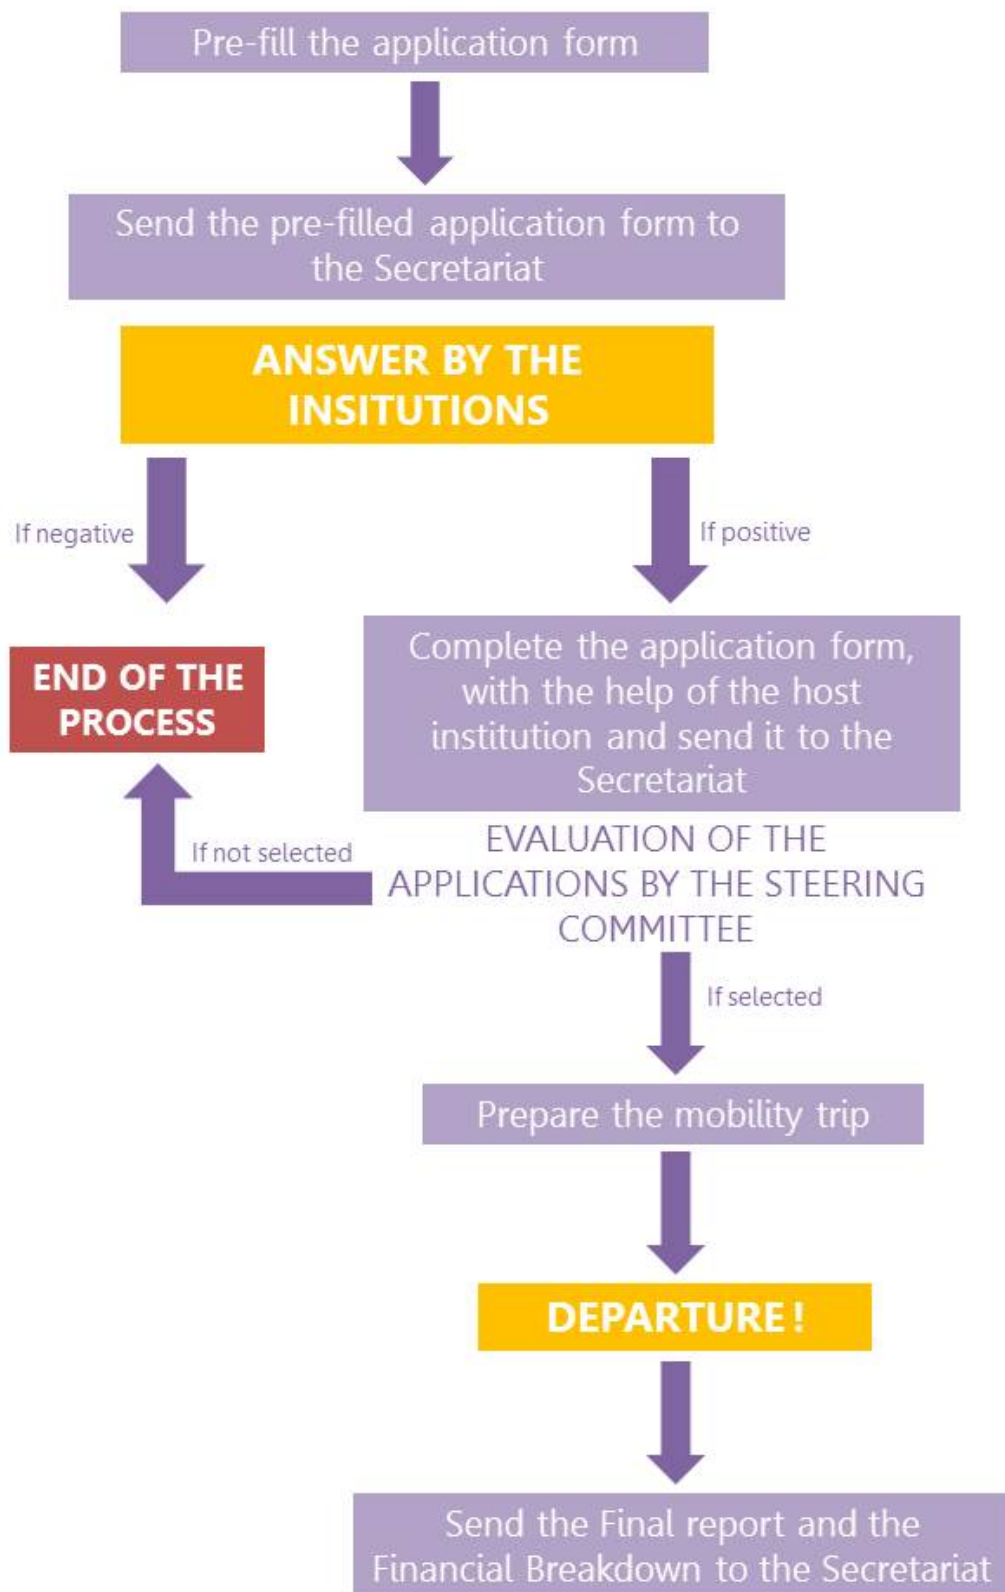 Pre-fill the application form
Send the pre-filled application form to
the Secretariat
ANSWER BY THE
INSITUTIONS
If negative
If positive
END OF THE
PROCESS
Complete the application form,
with the help of the host
institution and send it to the
Secretariat
If not selected
EVALUATION OF THE
APPLICATIONS BY THE STEERING
COMMITTEE
If selected
Prepare the mobility trip
DEPARTURE !
Send the Final report and the
Financial Breakdown to the Secretariat